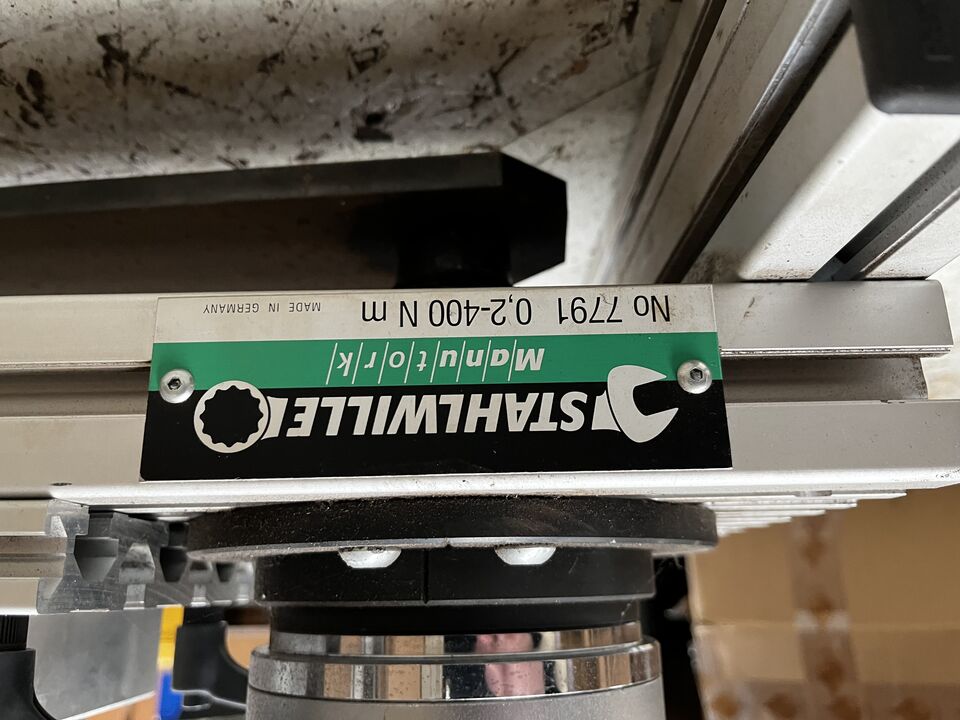 STAHLWILLE
Manutork
No 7791 0,2-400 N m MADE IN GERMANY